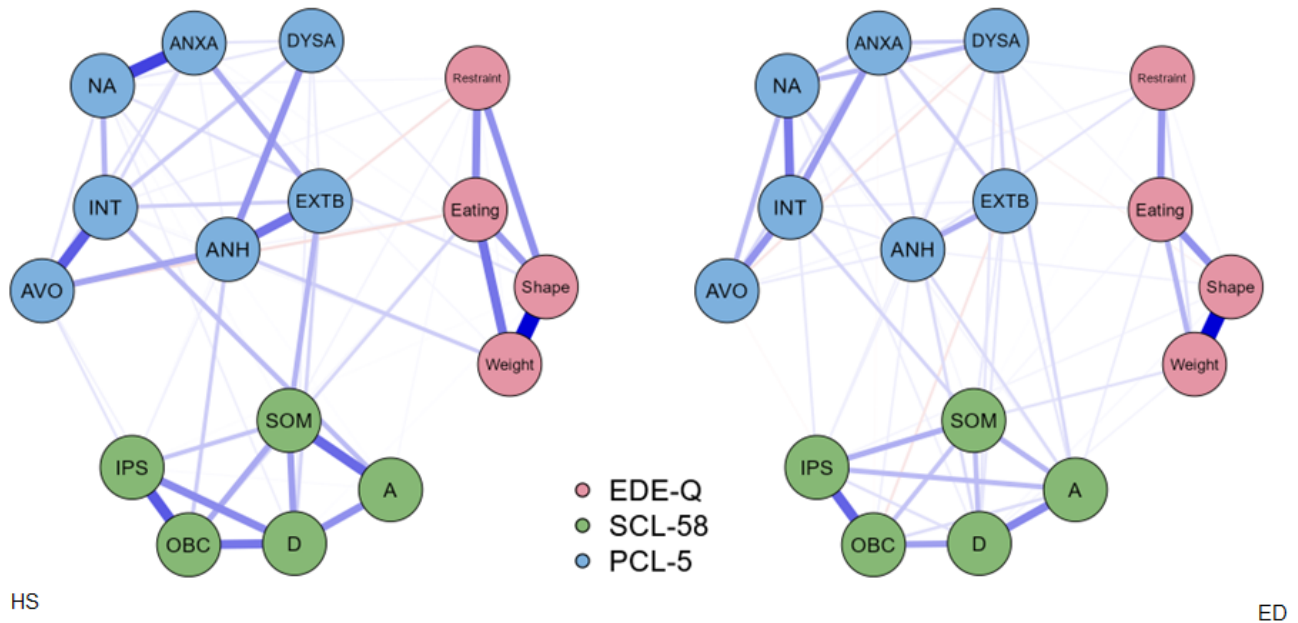 ANXA
DYSA
NA
Restraint
INT
EXTB
Eating
ANH
AVO
Shape
Weight
SOM
IPS
A
OBC
D
HS
EDE-Q
SCL-58
PCL-5
ANXA
DYSA
NA
Restraint
INT
EXTB
Eating
ANH
AVO
Shape
Weight
SOM
IPS
A
OBC
D
ED